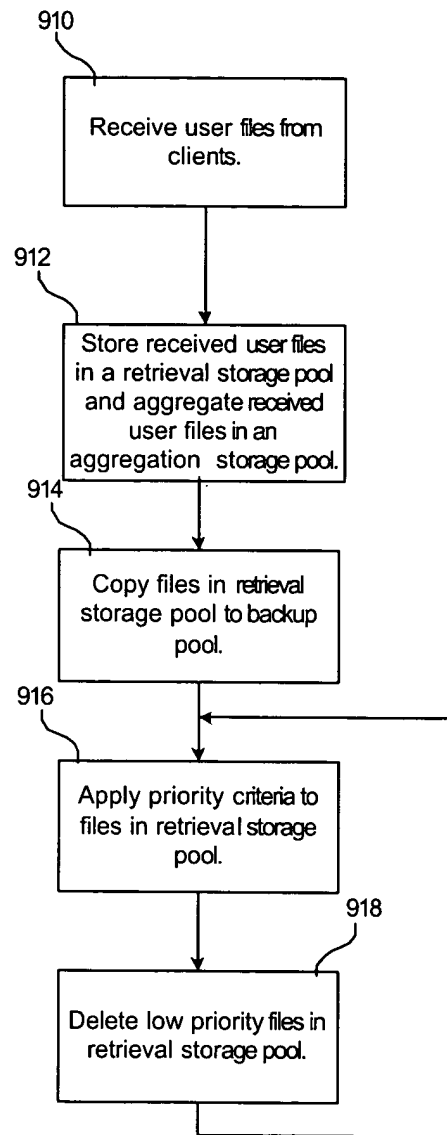 910
Receive user files from
clients.
912
Store received user files
in a retrieval storage pool
and aggregate received
user files in an
aggregation storage pool.
914
Copy files in retrieval
storage pool to backup
pool.
916
Apply priority criteria to
files in retrieval storage
pool.
918
Delete low priority files in
retrieval storage pool.